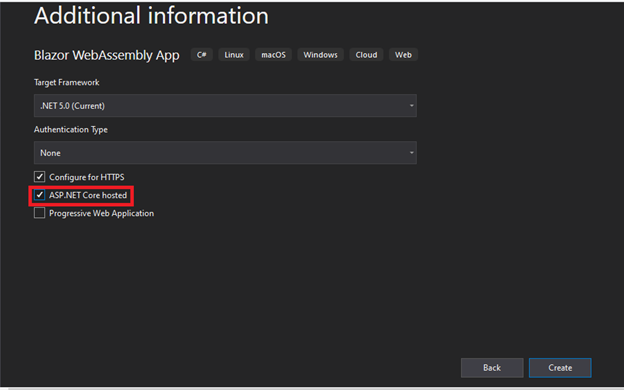 Additional information
Blazor WebAssembly App C# Linux macOS Windows Cloud Web
Target Framework
.NET 5.0 (Current)
Authentication Type
None
Configure for HTTPS
ASP.NET Core hosted
Progressive Web Application
Back Create